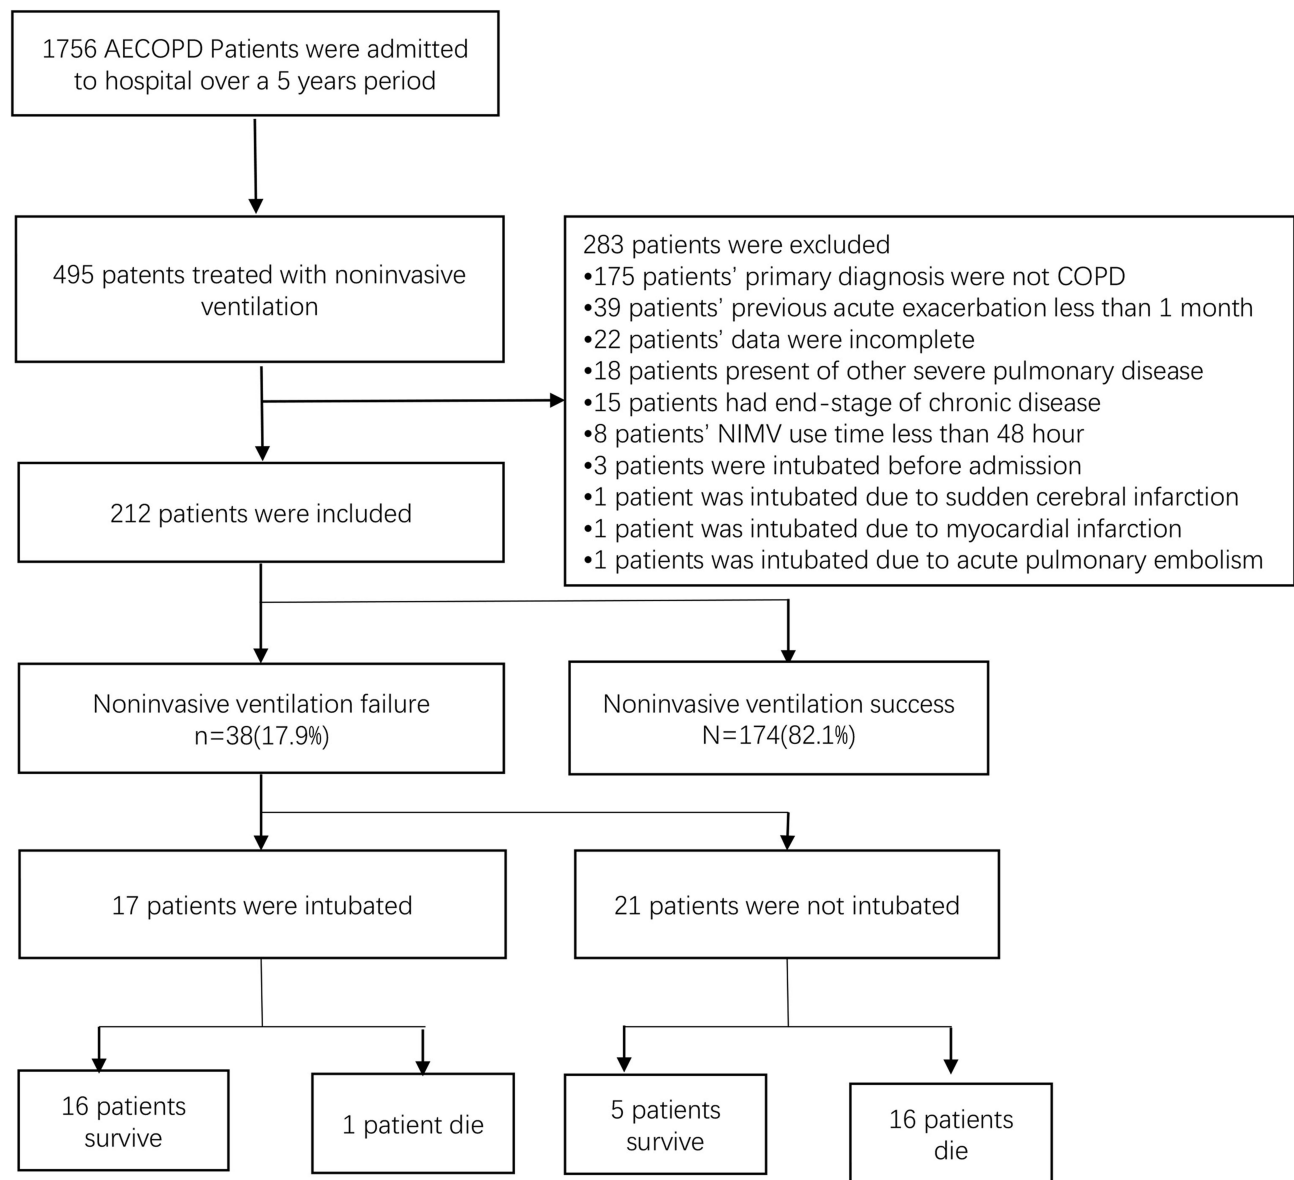 1756 AECOPD Patients were admitted
to hospital over a 5 years period
495 patents treated with noninvasive
ventilation
283 patients were excluded
•175 patients’ primary diagnosis were not COPD
•39 patients’ previous acute exacerbation less than 1 month
•22 patients’ data were incomplete
•18 patients present of other severe pulmonary disease
•15 patients had end-stage of chronic disease
•8 patients’ NIMV use time less than 48 hour
•3 patients were intubated before admission
•1 patient was intubated due to sudden cerebral infarction
•1 patient was intubated due to myocardial infarction
•1 patients was intubated due to acute pulmonary embolism
212 patients were included
Noninvasive ventilation failure
n=38(17.9%)
Noninvasive ventilation success
N=174(82.1%)
17 patients were intubated
21 patients were not intubated
16 patients
survive
1 patient die
5 patients
survive
16 patients
die